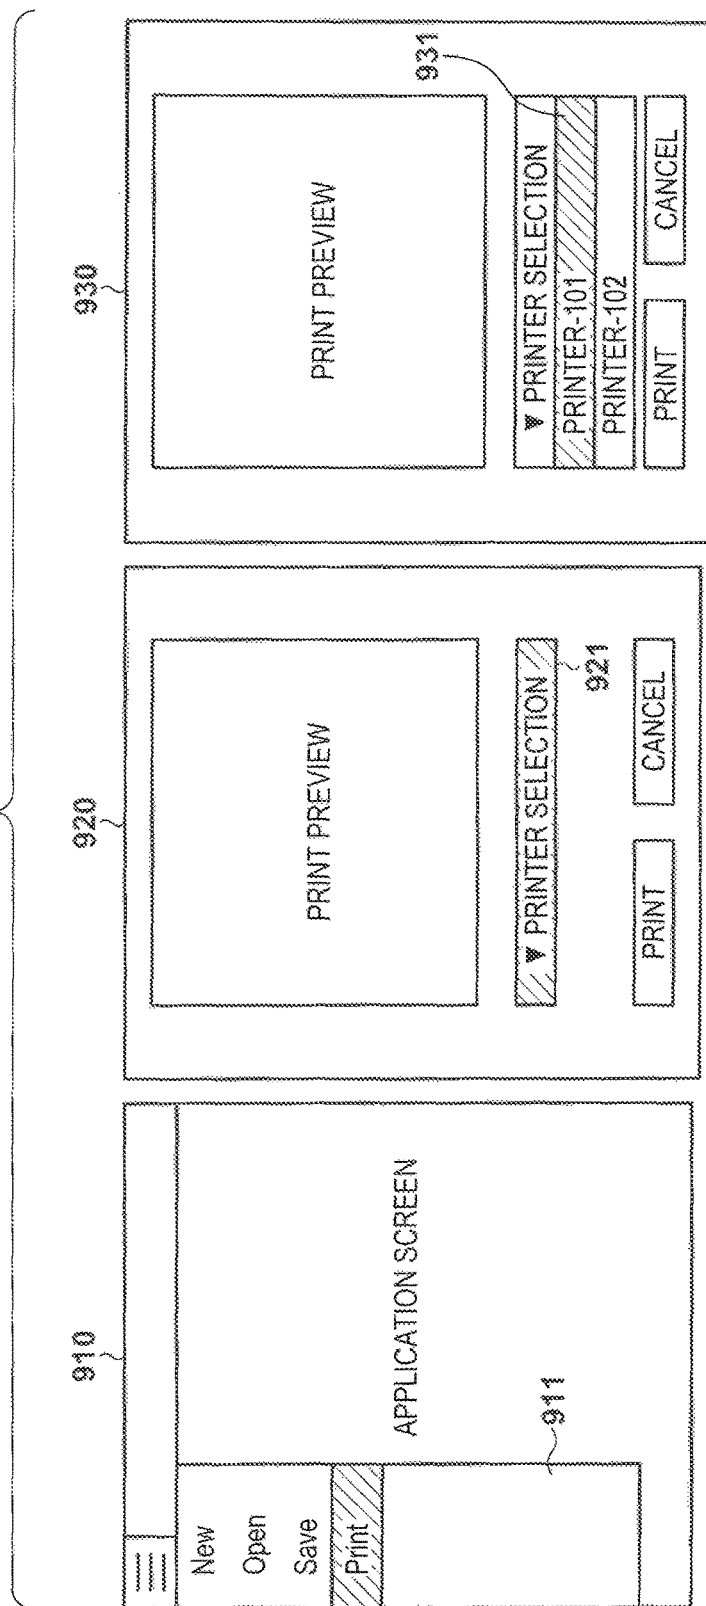 910
New
Open
Save
Print
APPLICATION SCREEN
911
920
PRINT PREVIEW
▼ PRINTER SELECTION
921
PRINT
CANCEL
930
PRINT PREVIEW
931
▼ PRINTER SELECTION
PRINTER-101
PRINTER-102
PRINT
CANCEL